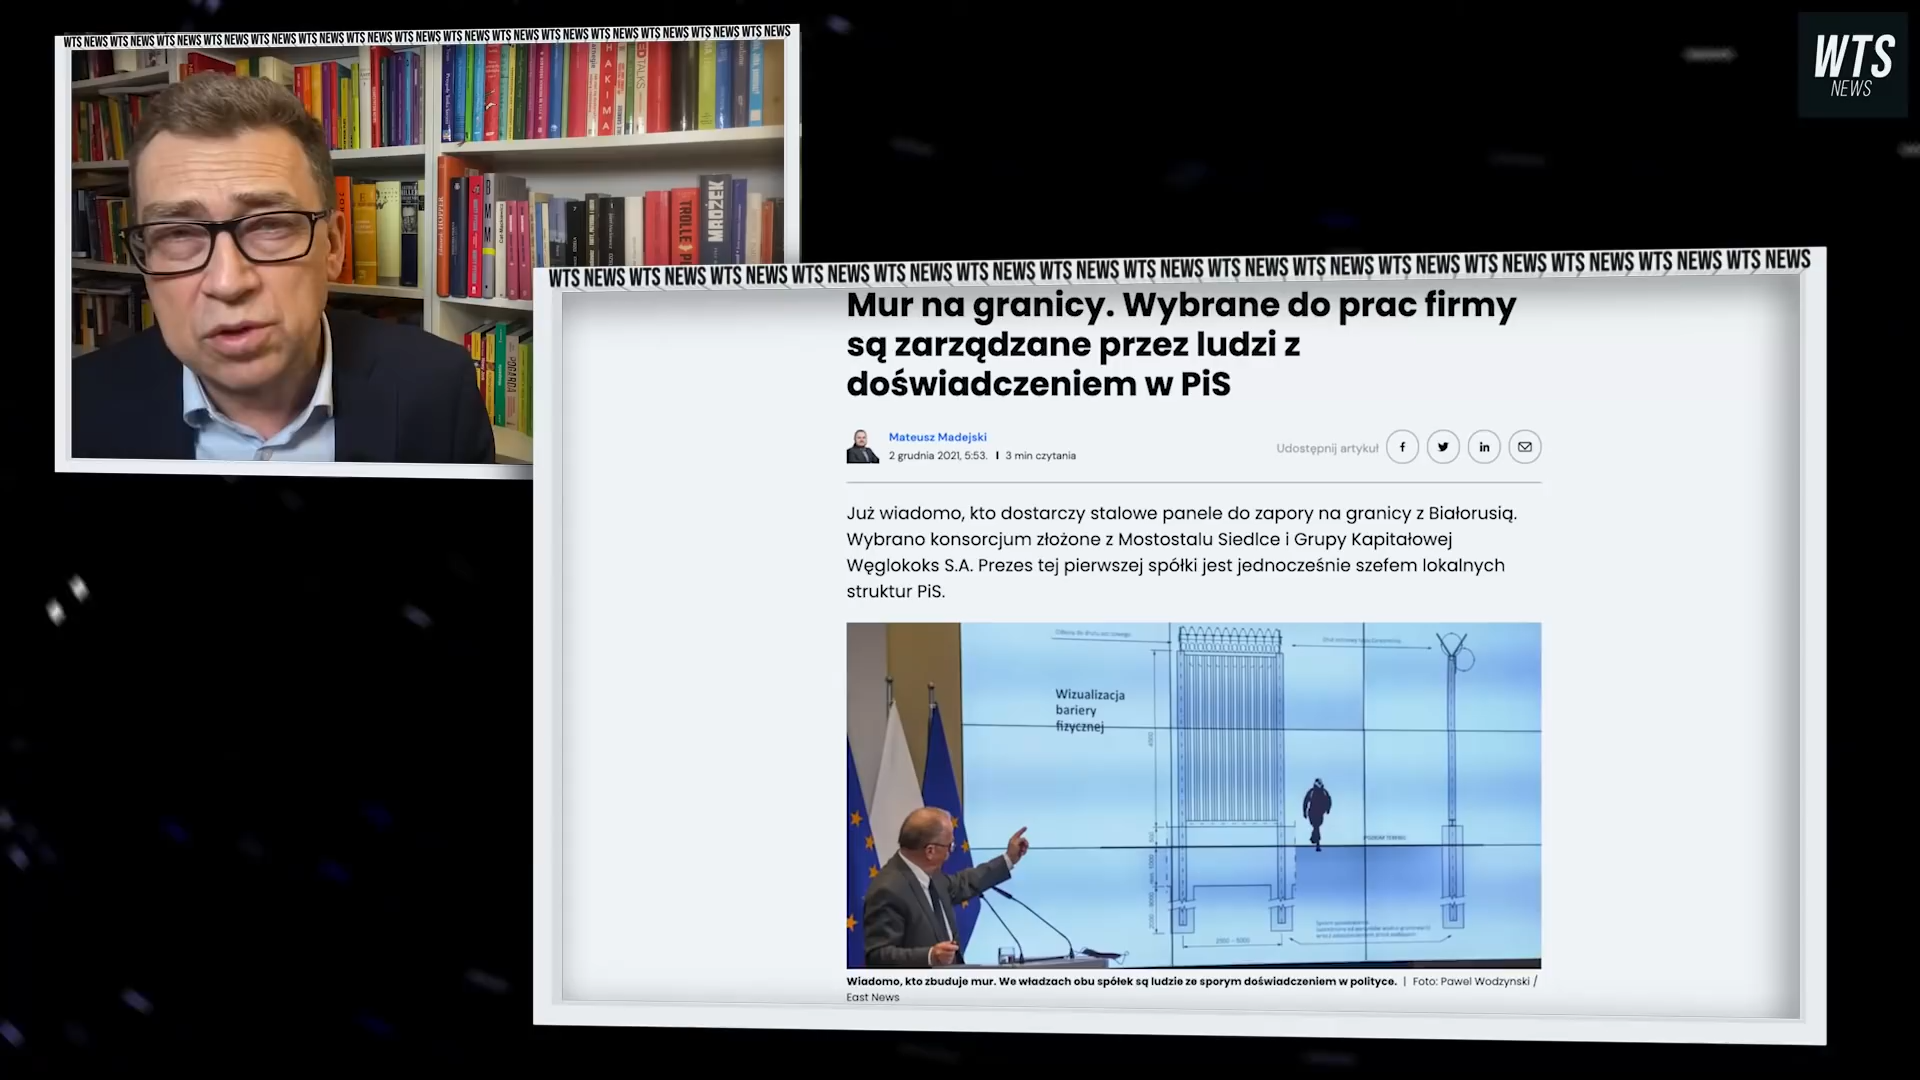 WTS NEWS WTS NEWS WTS NEWS WTS NEWS WTS NEWS WTS NEWS WTS NEWS WTS NEWS WTS NEWS WTS NEWS WTS NEWS WTS NEWS WTS NEWS WTS NEWS WTS NEWS WTS NEWS
WTS
NEWS
HAKIMA
TALKS
HOPPER
TROLLE
MROŻEK
POGARDA
WTS NEWS WTS NEWS WTS NEWS WTS NEWS WTS NEWS WTS NEWS WTS NEWS WTS NEWS WTS NEWS WTS NEWS WTS NEWS WTS NEWS WTS NEWS WTS NEWS WTS NEWS
Mur na granicy. Wybrane do prac firmy
są zarządzane przez ludzi z
doświadczeniem w PiS
Mateusz Madejski
2 grudnia 2021, 5:53. | 3 min czytania
Udostępnij artykuł
Już wiadomo, kto dostarczy stalowe panele do zapory na granicy z Białorusią.
Wybrano konsorcjum złożone z Mostostalu Siedlce i Grupy Kapitałowej
Węglokoks S.A. Prezes tej pierwszej spółki jest jednocześnie szefem lokalnych
struktur PiS.
Wizualizacja
bariery
fizycznej
Wiadomo, kto zbuduje mur. We władzach obu spółek są ludzie ze sporym doświadczeniem w polityce. | Foto: Pawel Wodzynski /
East News